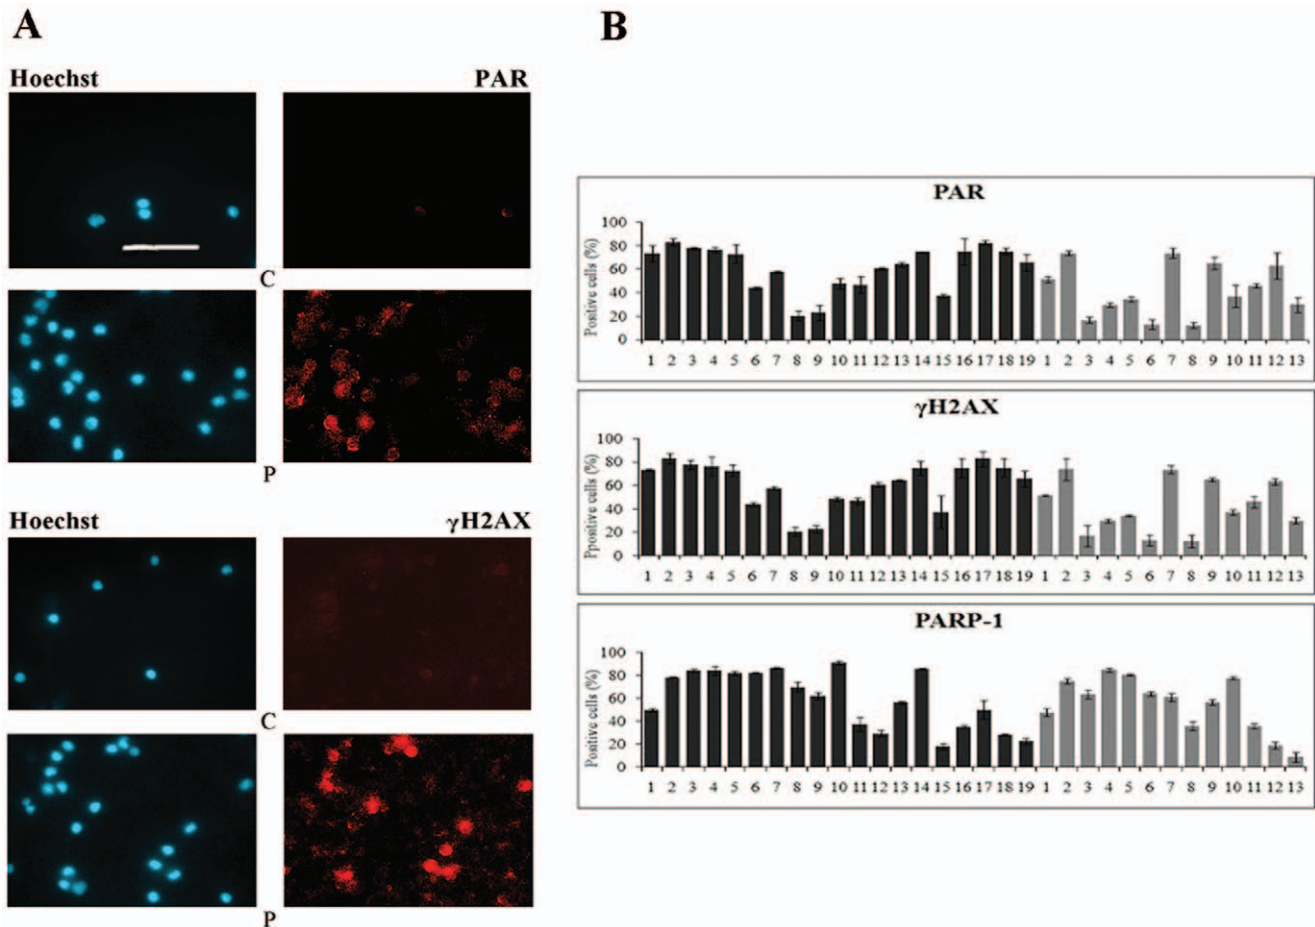 A
Hoechst PAR
C
P
Hoechst γH2AX
C
P
B
PAR
Positive cells (%)
100
80
60
40
20
0
1 2 3 4 5 6 7 8 9 10 11 12 13 14 15 16 17 18 19 1 2 3 4 5 6 7 8 9 10 11 12 13
γH2AX
Ppositive cells (%)
100
80
60
40
20
0
1 2 3 4 5 6 7 8 9 10 11 12 13 14 15 16 17 18 19 1 2 3 4 5 6 7 8 9 10 11 12 13
PARP-1
Positive cells (%)
100
80
60
40
20
0
1 2 3 4 5 6 7 8 9 10 11 12 13 14 15 16 17 18 19 1 2 3 4 5 6 7 8 9 10 11 12 13